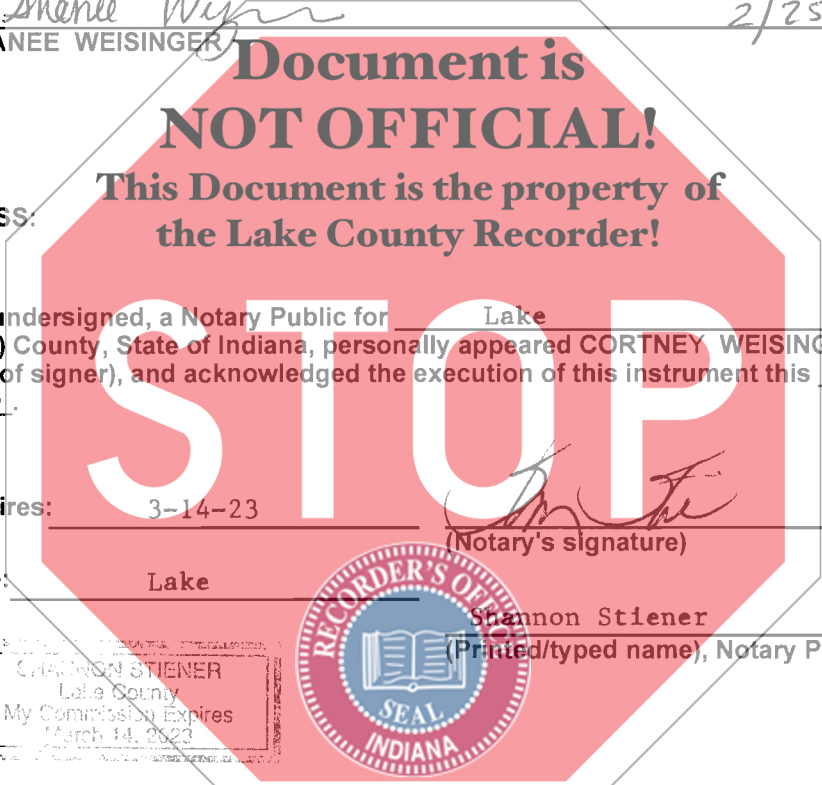 Shanee Wynn 2/25
ANEE WEISINGER
Document is
NOT OFFICIAL!
This Document is the property of
the Lake County Recorder!
SS:
ndersigned, a Notary Public for Lake
) County, State of Indiana, personally appeared CORTNEY WEISING
of signer), and acknowledged the execution of this instrument this
STOP
ires: 3-14-23
(Notary's signature)
: Lake
Shannon Stiener
(Printed/typed name), Notary P
RECORDER'S OFFICE
SEAL
INDIANA
SHANNON STIENER
Lake County
My Commission Expires
March 14, 2023